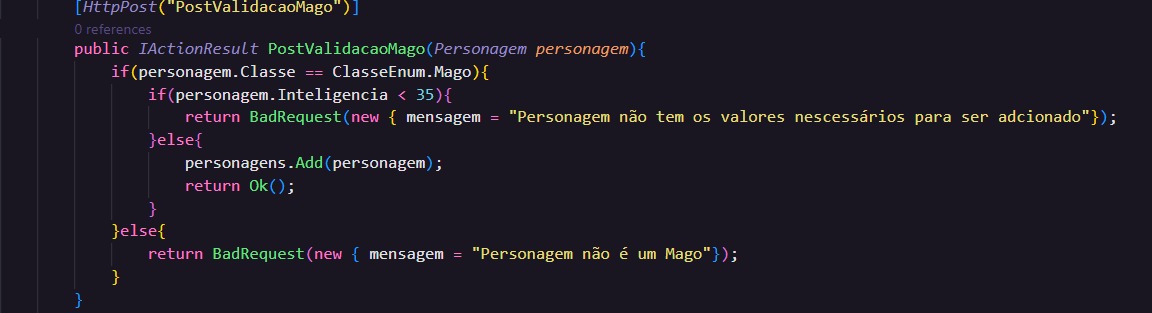 [HttpPost("PostValidacaoMago")]
0 references
public IActionResult PostValidacaoMago(Personagem personagem){
if(personagem.Classe == ClasseEnum.Mago){
if(personagem.Inteligencia < 35){
return BadRequest(new { mensagem = "Personagem não tem os valores nescessários para ser adcionado"});
}else{
personagens.Add(personagem);
return Ok();
}
}else{
return BadRequest(new { mensagem = "Personagem não é um Mago"});
}
}